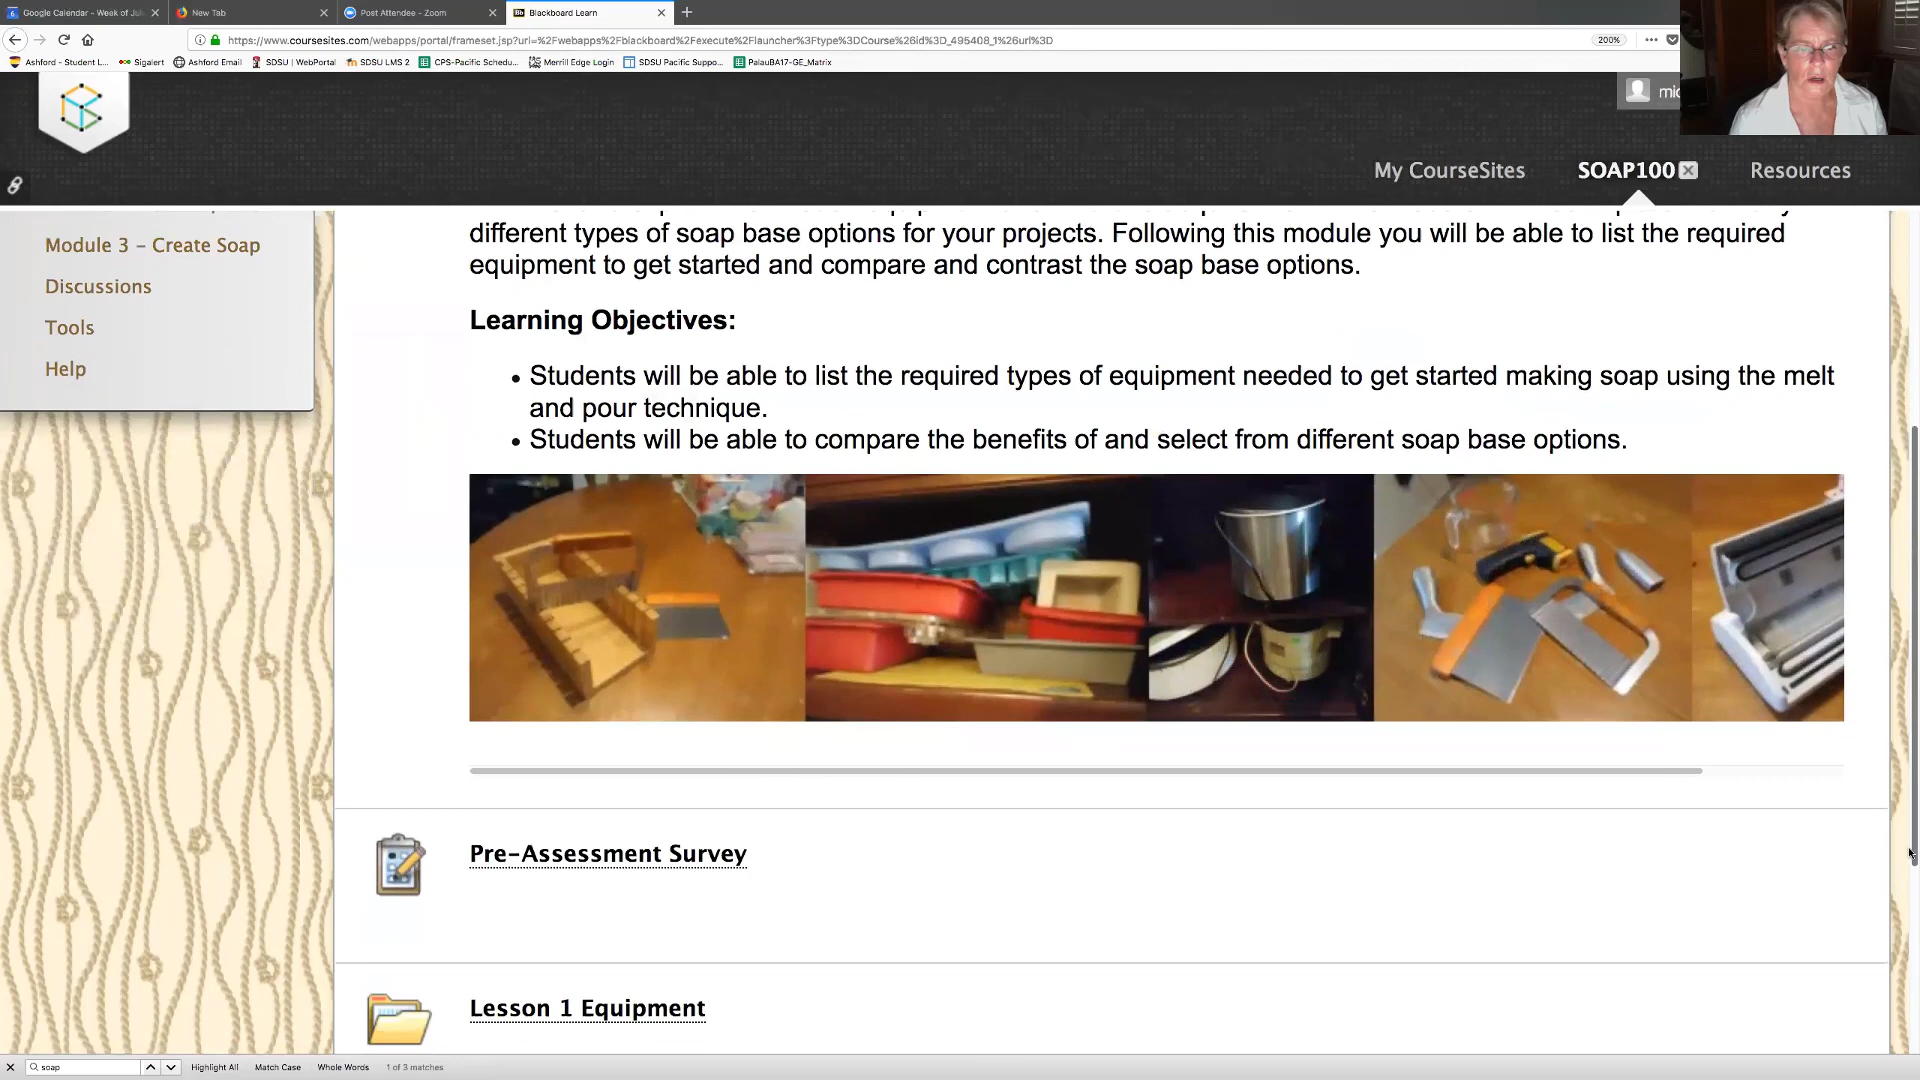 Google Calendar - Week of Jul
New Tab
Post Attendee - Zoom
Bb Blackboard Learn
https://www.coursesites.com/webapps/portal/frameset.jsp?url=%2Fwebapps%2Fblackboard%2Fexecute%2Flauncher%3Ftype%3DCourse%26id%3D_495408_1%26url%3D
200%
Ashford - Student L...
Sigalert
Ashford Email
SDSU | WebPortal
SDSU LMS 2
CPS-Pacific Schedu...
Merrill Edge Login
SDSU Pacific Suppo...
PalauBA17-GE_Matrix
My CourseSites
SOAP100
Resources
Module 3 – Create Soap
Discussions
Tools
Help
different types of soap base options for your projects. Following this module you will be able to list the required
equipment to get started and compare and contrast the soap base options.
Learning Objectives:
• Students will be able to list the required types of equipment needed to get started making soap using the melt
and pour technique.
• Students will be able to compare the benefits of and select from different soap base options.
Pre-Assessment Survey
Lesson 1 Equipment
soap
Highlight All
Match Case
Whole Words
1 of 3 matches